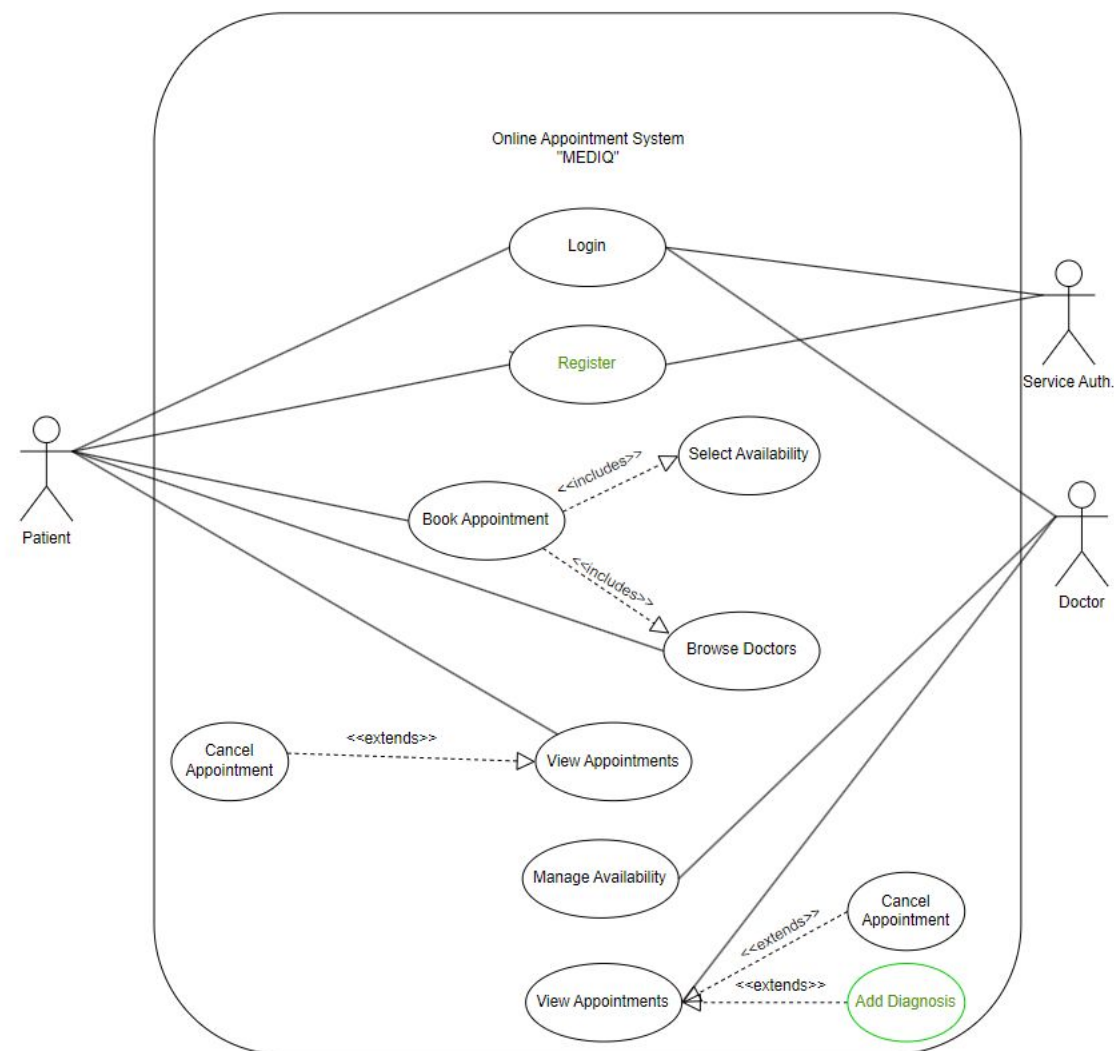 Online Appointment System
"MEDIQ"
Login
Register
Service Auth.
<<includes>>
Select Availability
Book Appointment
Patient
<<includes>>
Doctor
Browse Doctors
<<extends>>
Cancel
Appointment
View Appointments
Manage Availability
Cancel
Appointment
<<extends>>
<<extends>>
View Appointments
Add Diagnosis